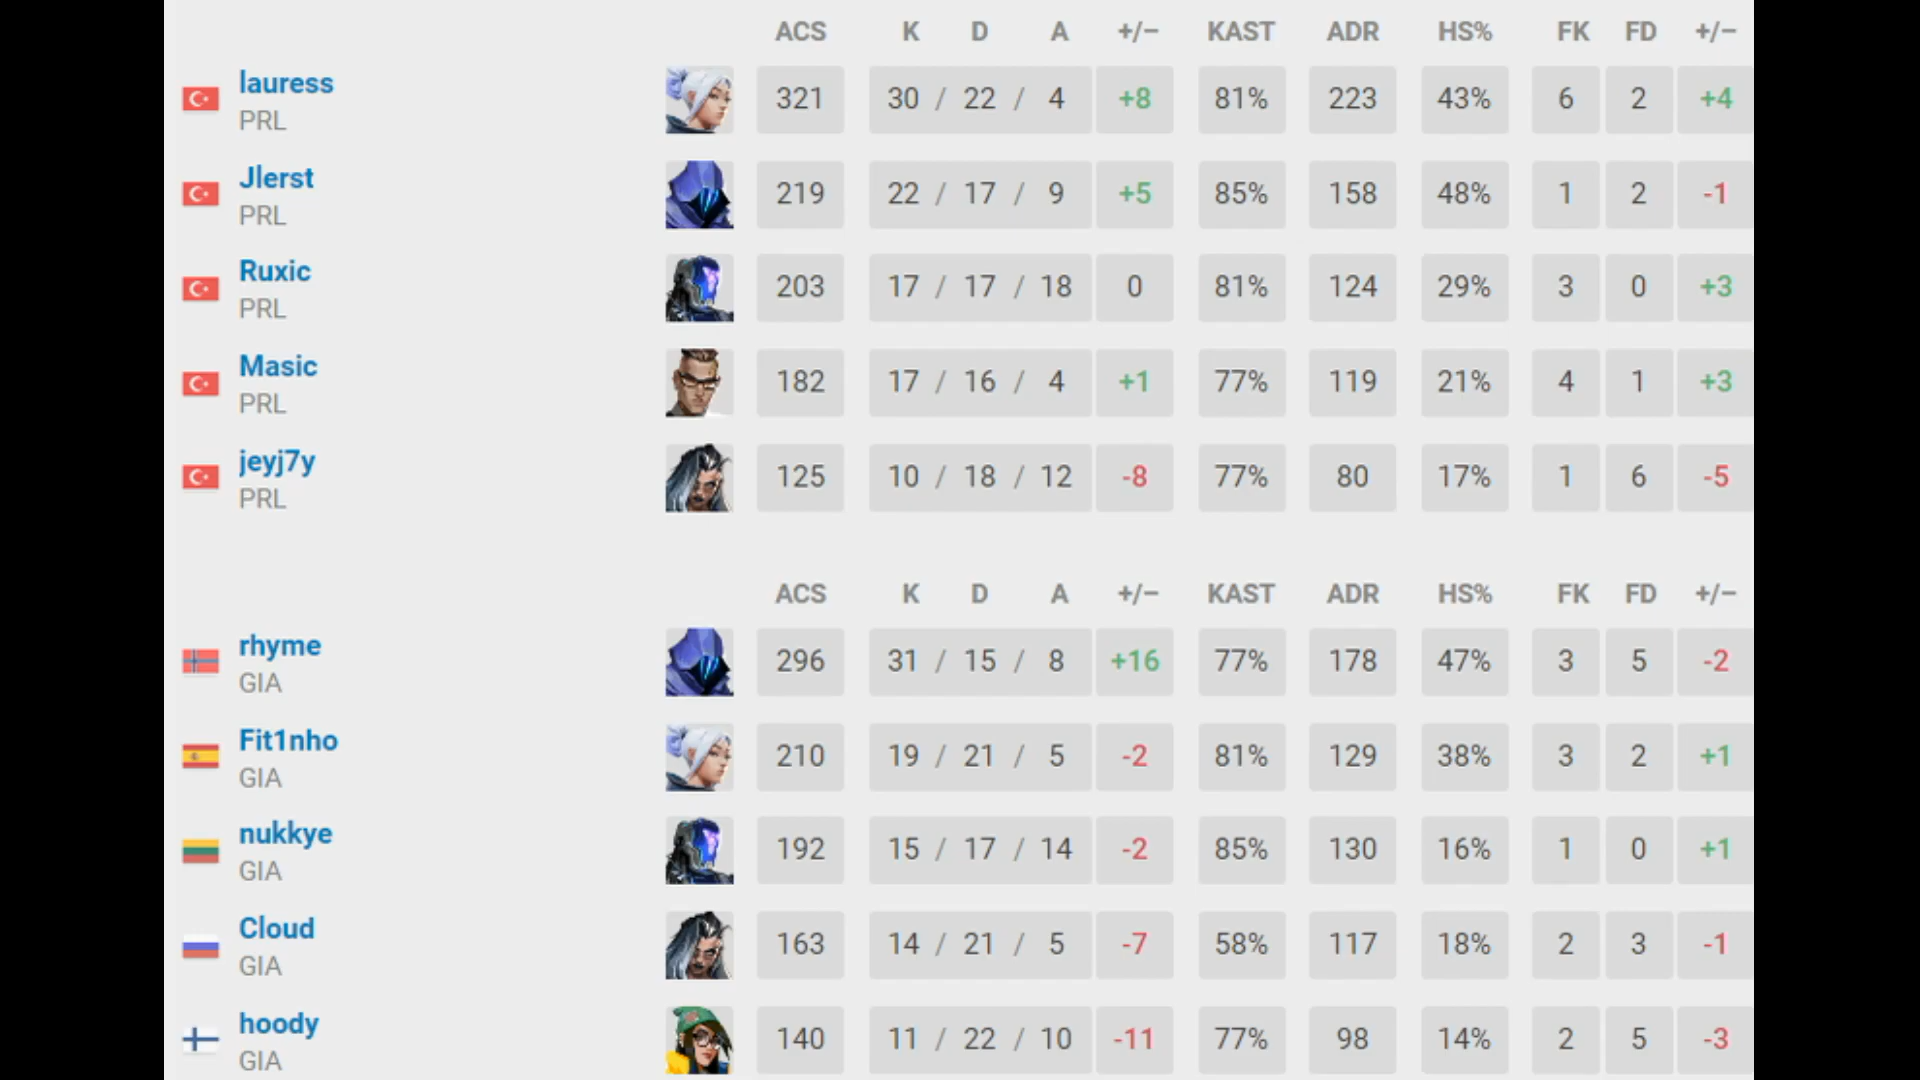 ACS K D A +/– KAST ADR HS% FK FD +/–
lauress
PRL
321 30 / 22 / 4 +8 81% 223 43% 6 2 +4
Jlerst
PRL
219 22 / 17 / 9 +5 85% 158 48% 1 2 -1
Ruxic
PRL
203 17 / 17 / 18 0 81% 124 29% 3 0 +3
Masic
PRL
182 17 / 16 / 4 +1 77% 119 21% 4 1 +3
jeyj7y
PRL
125 10 / 18 / 12 -8 77% 80 17% 1 6 -5
ACS K D A +/– KAST ADR HS% FK FD +/–
rhyme
GIA
296 31 / 15 / 8 +16 77% 178 47% 3 5 -2
Fit1nho
GIA
210 19 / 21 / 5 -2 81% 129 38% 3 2 +1
nukkye
GIA
192 15 / 17 / 14 -2 85% 130 16% 1 0 +1
Cloud
GIA
163 14 / 21 / 5 -7 58% 117 18% 2 3 -1
hoody
GIA
140 11 / 22 / 10 -11 77% 98 14% 2 5 -3